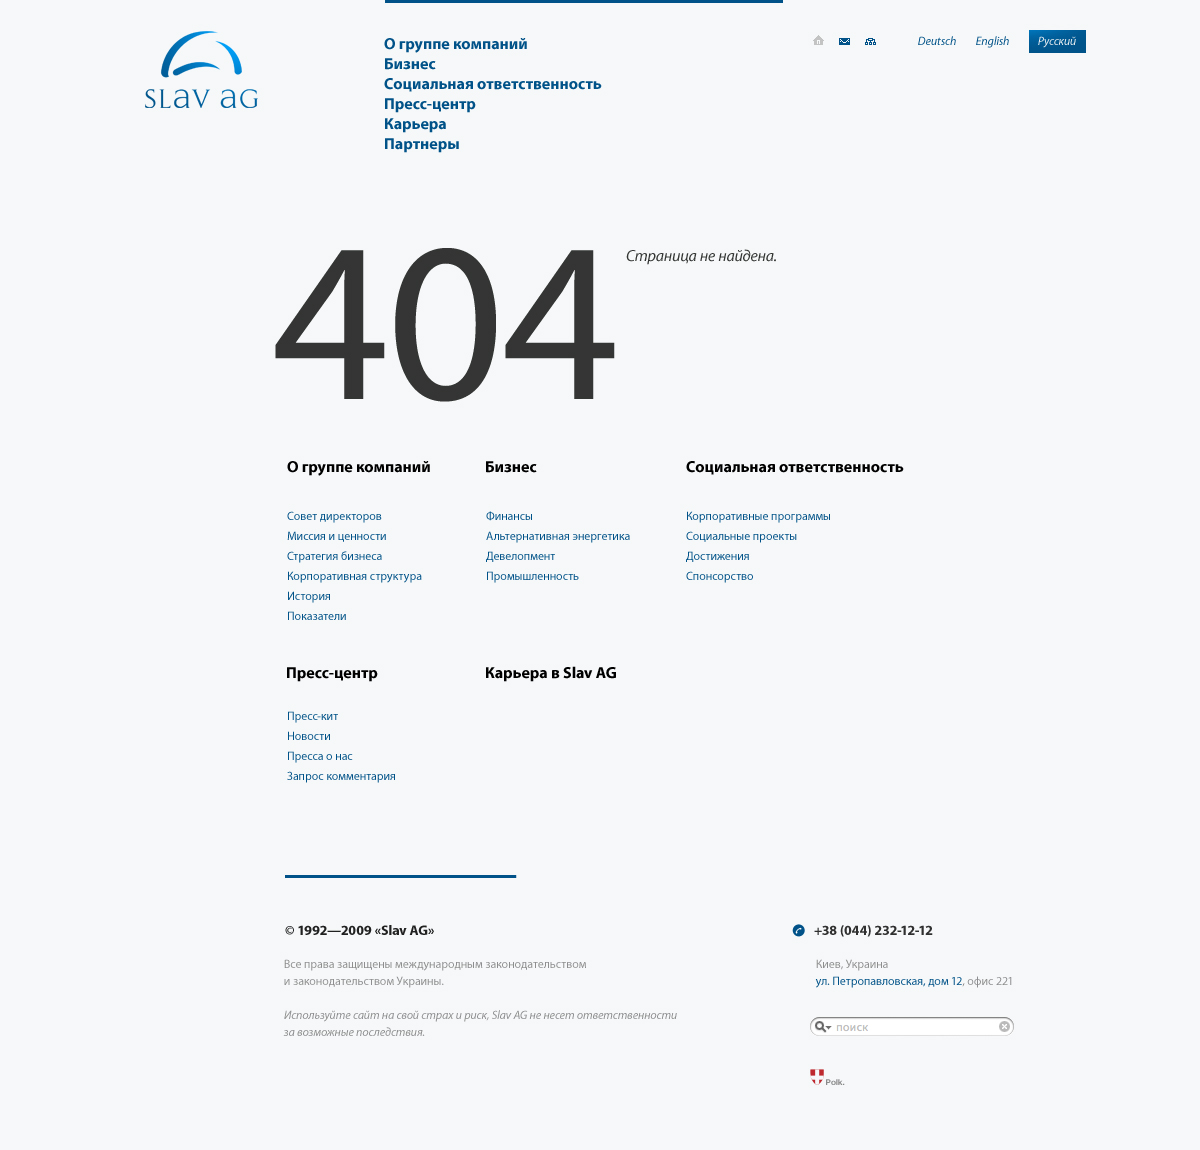 SLAV AG
О группе компаний
Бизнес
Социальная ответственность
Пресс-центр
Карьера
Партнеры
Deutsch English Русский
404
Страница не найдена.
О группе компаний
Совет директоров
Миссия и ценности
Стратегия бизнеса
Корпоративная структура
История
Показатели
Бизнес
Финансы
Альтернативная энергетика
Девелопмент
Промышленность
Социальная ответственность
Корпоративные программы
Социальные проекты
Достижения
Спонсорство
Пресс-центр
Пресс-кит
Новости
Пресса о нас
Запрос комментария
Карьера в Slav AG
© 1992—2009 «Slav AG»
Все права защищены международным законодательством
и законодательством Украины.
Используйте сайт на свой страх и риск, Slav AG не несет ответственности
за возможные последствия.
+38 (044) 232-12-12
Киев, Украина
ул. Петропавловская, дом 12, офис 221
поиск
Polk.